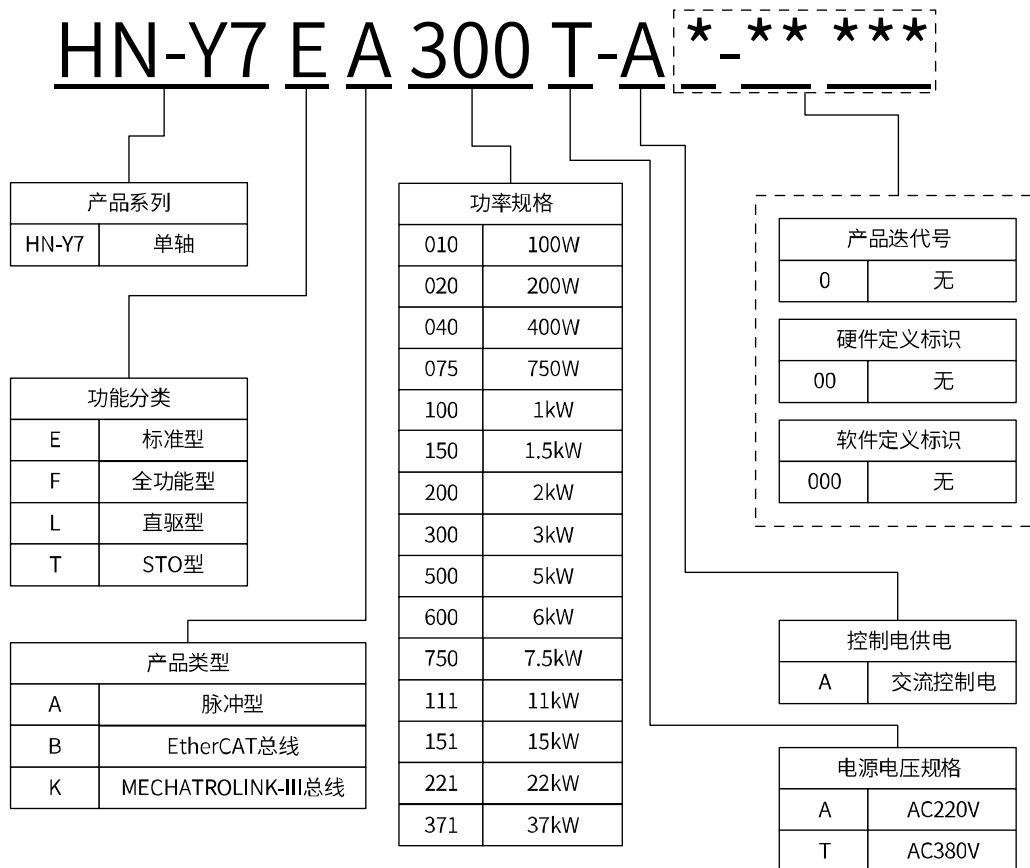 HN-Y7 E A 300 T-A *-** ***
产品系列
HN-Y7 单轴
功能分类
E 标准型
F 全功能型
L 直驱型
T STO型
产品类型
A 脉冲型
B EtherCAT总线
K MECHATROLINK-III总线
功率规格
010 100W
020 200W
040 400W
075 750W
100 1kW
150 1.5kW
200 2kW
300 3kW
500 5kW
600 6kW
750 7.5kW
111 11kW
151 15kW
221 22kW
371 37kW
产品迭代号
0 无
硬件定义标识
00 无
软件定义标识
000 无
控制电供电
A 交流控制电
电源电压规格
A AC220V
T AC380V